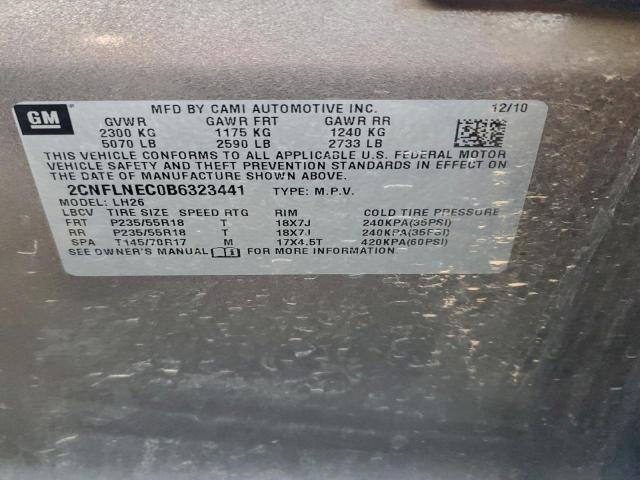 GM
MFD BY CAMI AUTOMOTIVE INC. 12/10
GVWR GAWR FRT GAWR RR
2300 KG 1175 KG 1240 KG
5070 LB 2590 LB 2733 LB
THIS VEHICLE CONFORMS TO ALL APPLICABLE U.S. FEDERAL MOTOR
VEHICLE SAFETY AND THEFT PREVENTION STANDARDS IN EFFECT ON
THE DATE OF MANUFACTURE SHOWN ABOVE.
2CNFLNEC0B6323441 TYPE: M.P.V.
MODEL: LH26
LBCV TIRE SIZE SPEED RTG RIM COLD TIRE PRESSURE
FRT P235/55R18 T 18X7J 240KPA(35PSI)
RR P235/55R18 T 18X7J 240KPA(35PSI)
SPA T145/70R17 M 17X4.5T 420KPA(60PSI)
SEE OWNER'S MANUAL FOR MORE INFORMATION.